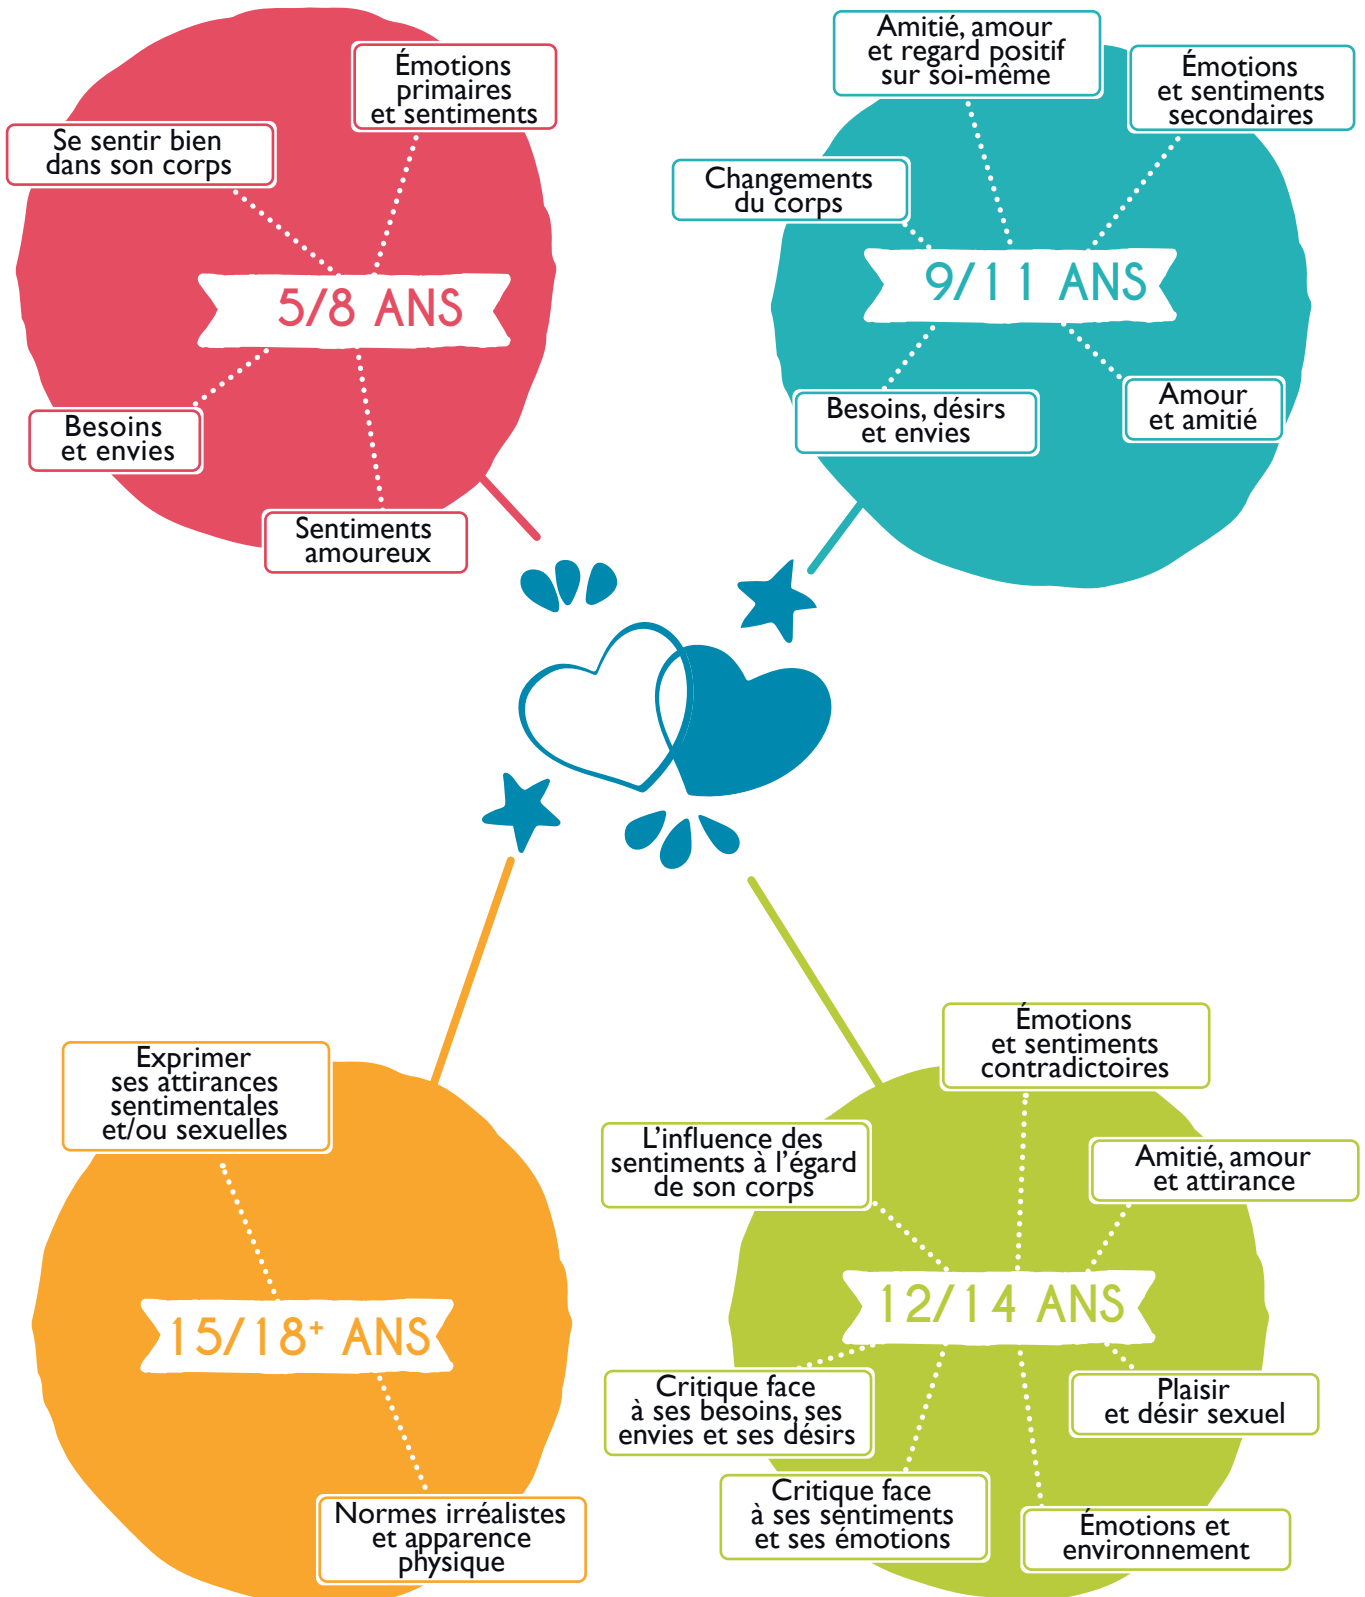 Émotions
primaires
et sentiments
Se sentir bien
dans son corps
5/8 ANS
Besoins
et envies
Sentiments
amoureux
Amitié, amour
et regard positif
sur soi-même
Émotions
et sentiments
secondaires
Changements
du corps
9/11 ANS
Besoins, désirs
et envies
Amour
et amitié
Exprimer
ses attirances
sentimentales
et/ou sexuelles
15/18+ ANS
Normes irréalistes
et apparence
physique
Émotions
et sentiments
contradictoires
L'influence des
sentiments à l'égard
de son corps
Amitié, amour
et attirance
12/14 ANS
Critique face
à ses besoins, ses
envies et ses désirs
Plaisir
et désir sexuel
Critique face
à ses sentiments
et ses émotions
Émotions et
environnement